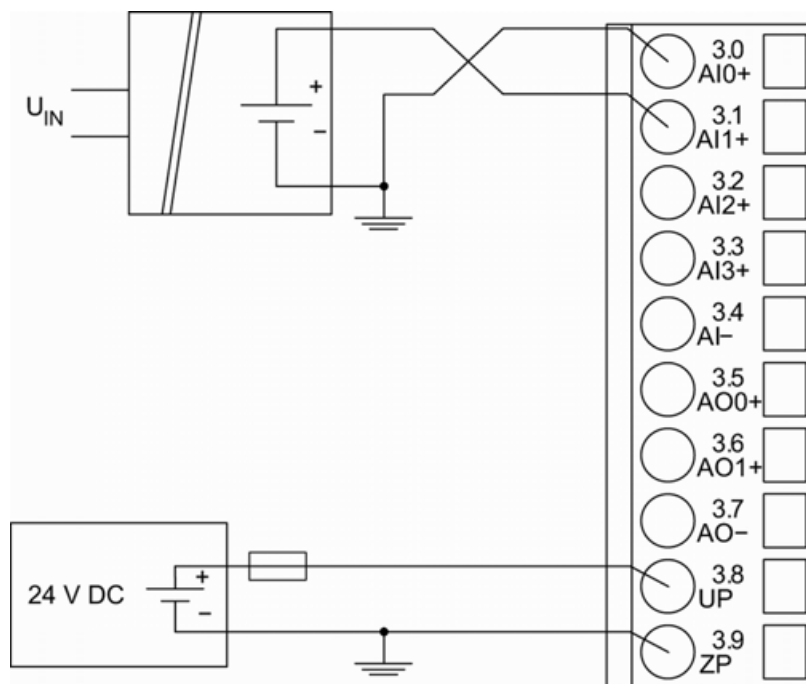 +
−
U_IN
3.0
AI0+
3.1
AI1+
3.2
AI2+
3.3
AI3+
3.4
AI−
3.5
AO0+
3.6
AO1+
3.7
AO−
24 V DC
+
−
3.8
UP
3.9
ZP